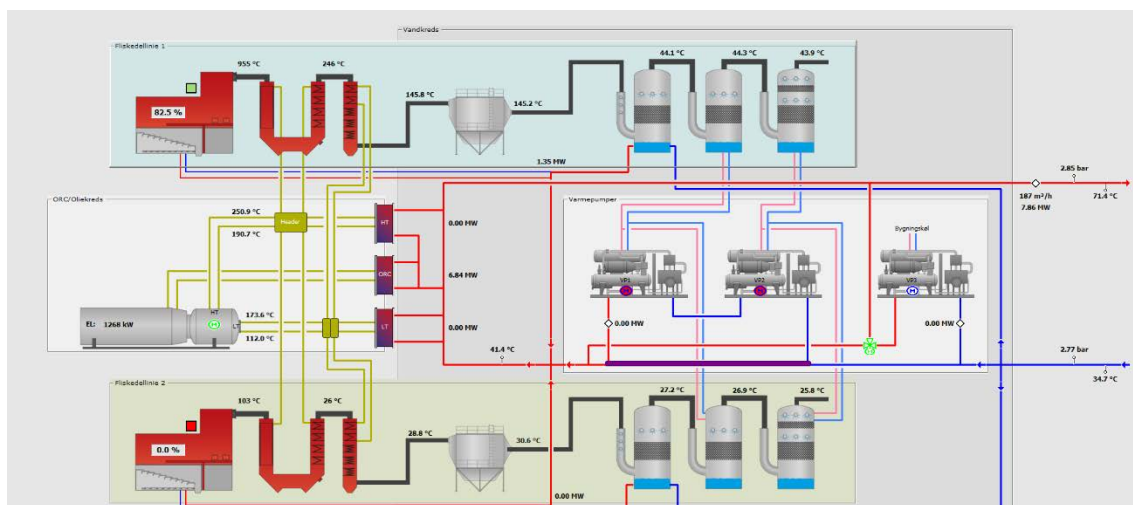 Vandkreds
Fliskedellinie 1
955 °C
246 °C
44.1 °C
44.3 °C
43.9 °C
82.5 %
145.8 °C
145.2 °C
1.35 MW
2.85 bar
187 m³/h
71.4 °C
7.86 MW
ORC/Oliekreds
Varmepumper
250.9 °C
Header
HT
0.00 MW
190.7 °C
Bygningskøl
ORC
6.84 MW
VP1
VP2
VP3
M
M
M
EL: 1268 kW
HT
M
LT
173.6 °C
112.0 °C
LT
0.00 MW
0.00 MW
0.00 MW
41.4 °C
2.77 bar
34.7 °C
Fliskedellinie 2
103 °C
26 °C
27.2 °C
26.9 °C
25.8 °C
0.0 %
28.8 °C
30.6 °C
0.00 MW